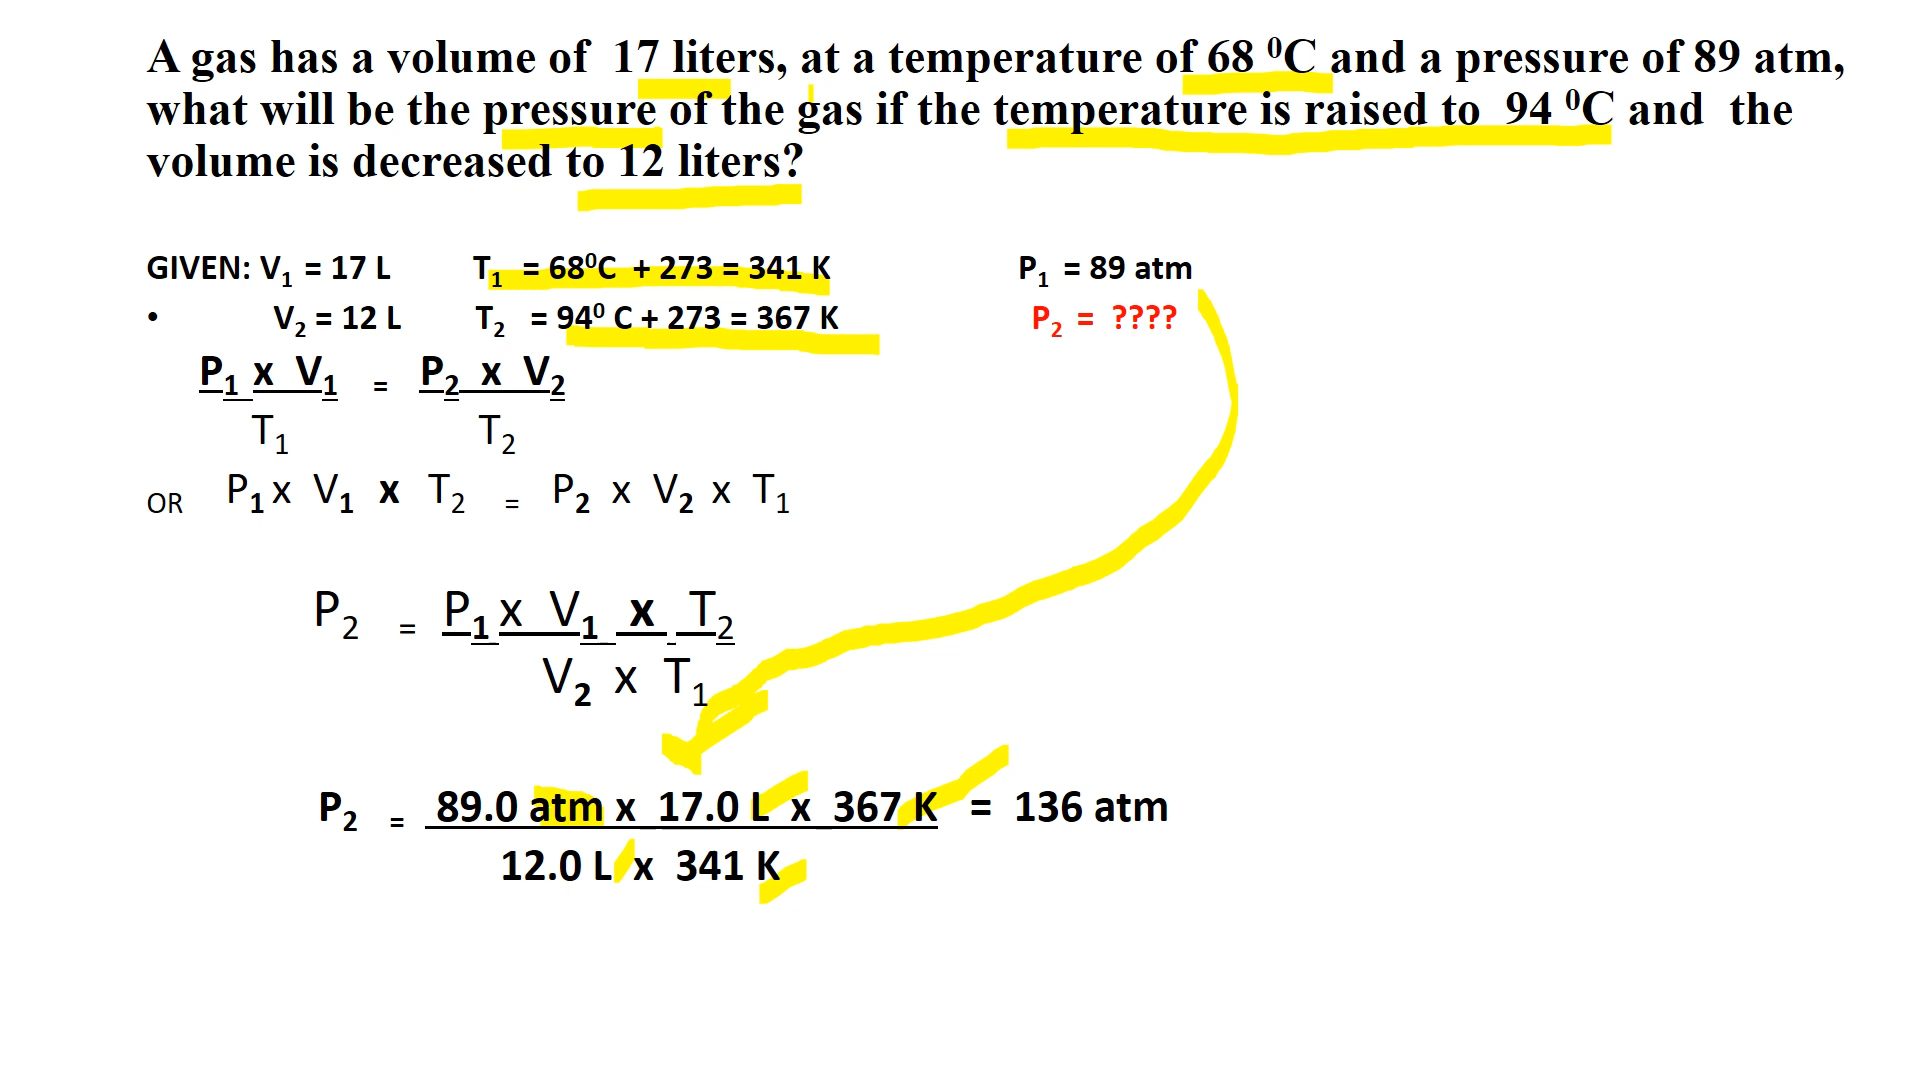 A gas has a volume of 17 liters, at a temperature of 68 ⁰C and a pressure of 89 atm,
what will be the pressure of the gas if the temperature is raised to 94 ⁰C and the
volume is decreased to 12 liters?
GIVEN: V₁ = 17 L T₁ = 68⁰C + 273 = 341 K P₁ = 89 atm
• V₂ = 12 L T₂ = 94⁰ C + 273 = 367 K P₂ = ????
P₁ x V₁ = P₂ x V₂
T₁ T₂
OR P₁ x V₁ x T₂ = P₂ x V₂ x T₁
P₂ = P₁ x V₁ x T₂
V₂ x T₁
P₂ = 89.0 atm x 17.0 L x 367 K = 136 atm
12.0 L x 341 K